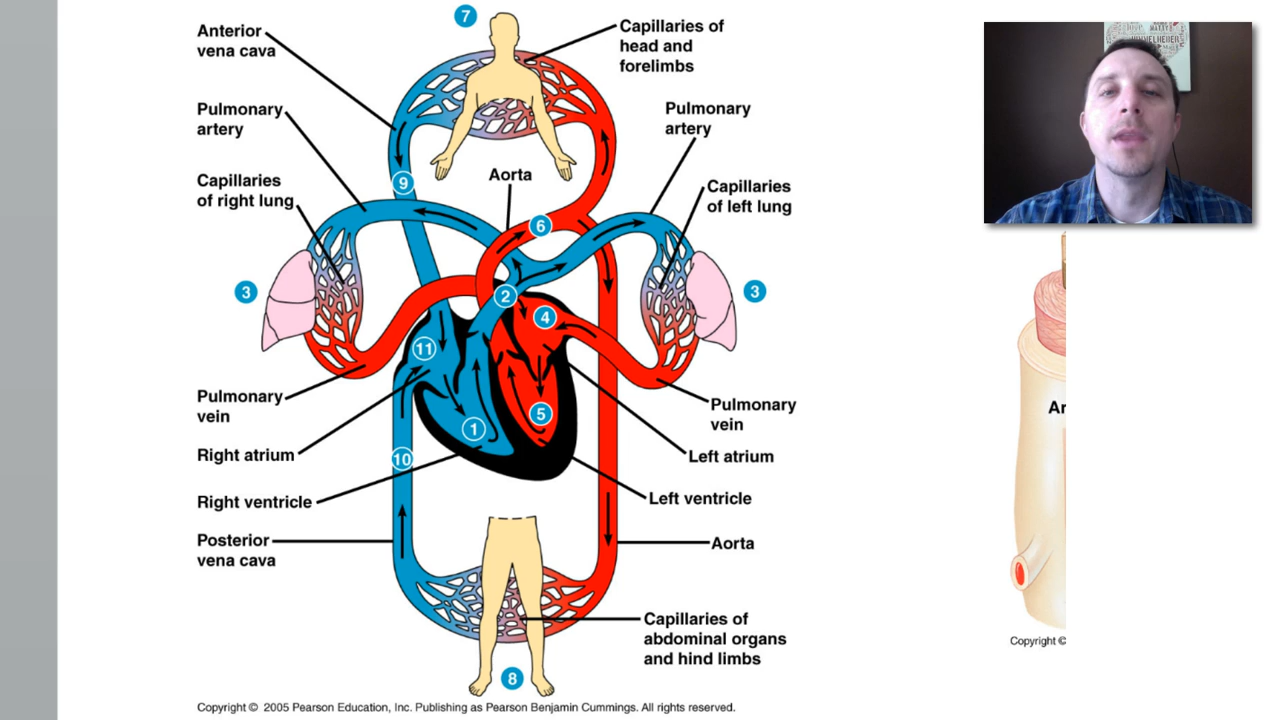 7
Anterior
vena cava
Capillaries of
head and
forelimbs
Pulmonary
artery
Pulmonary
artery
Aorta
Capillaries
of right lung
9
Capillaries
of left lung
6
3
2
3
4
11
Pulmonary
vein
5
1
Pulmonary
vein
Right atrium
10
Left atrium
Right ventricle
Left ventricle
Posterior
vena cava
Aorta
Capillaries of
abdominal organs
and hind limbs
8
Copyright © 2005 Pearson Education, Inc. Publishing as Pearson Benjamin Cummings. All rights reserved.
Ar
Copyright ©